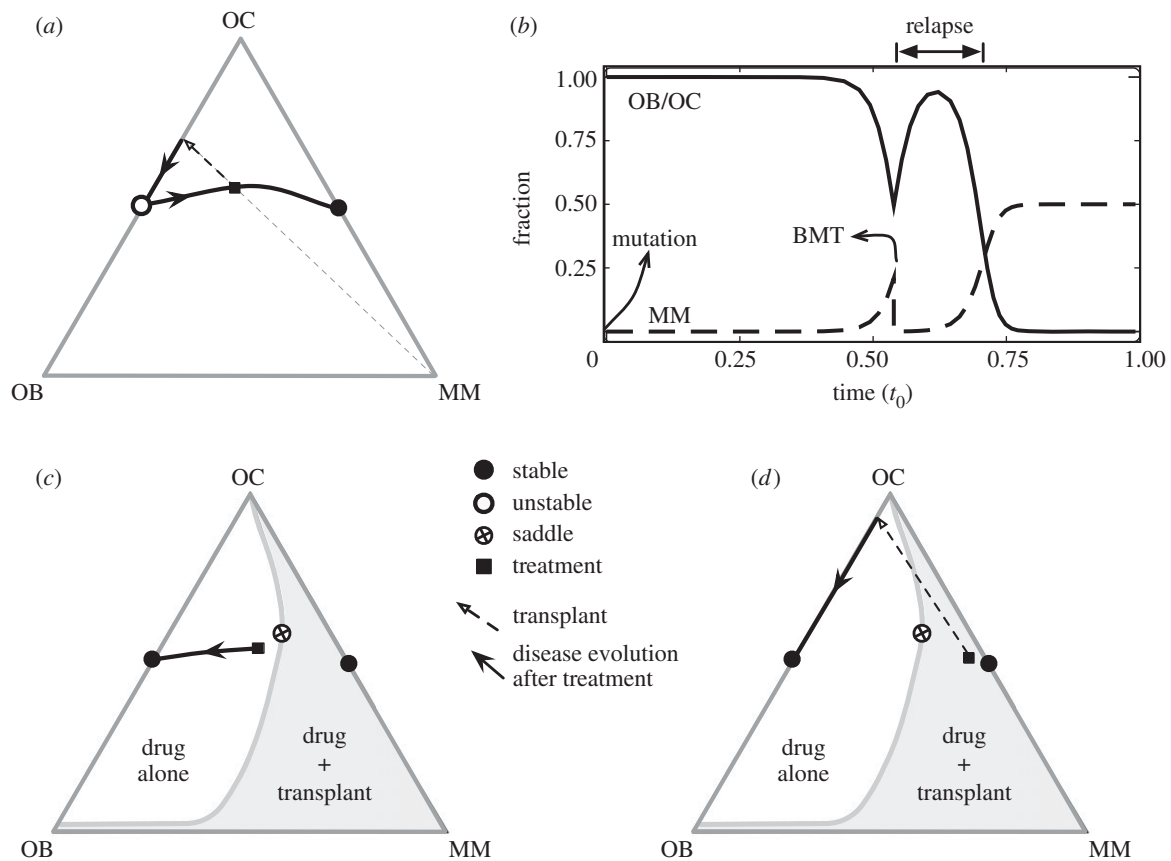 (a)
OC
OB
MM
(b)
relapse
1.00
0.75
0.50
0.25
fraction
OB/OC
mutation
BMT
MM
0
0.25
0.50
0.75
1.00
time (t0)
(c)
OC
drug
alone
drug
+
transplant
OB
MM
stable
unstable
saddle
treatment
transplant
disease evolution
after treatment
(d)
OC
drug
alone
drug
+
transplant
OB
MM